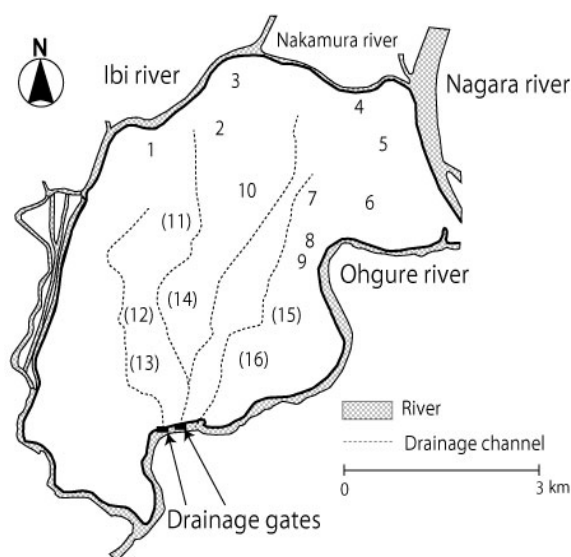 N
Nakamura river
Ibi river
Nagara river
3
4
2
1
5
10
7
6
(11)
8
9
Ohgure river
(14)
(12)
(15)
(13)
(16)
River
Drainage channel
0
3 km
Drainage gates